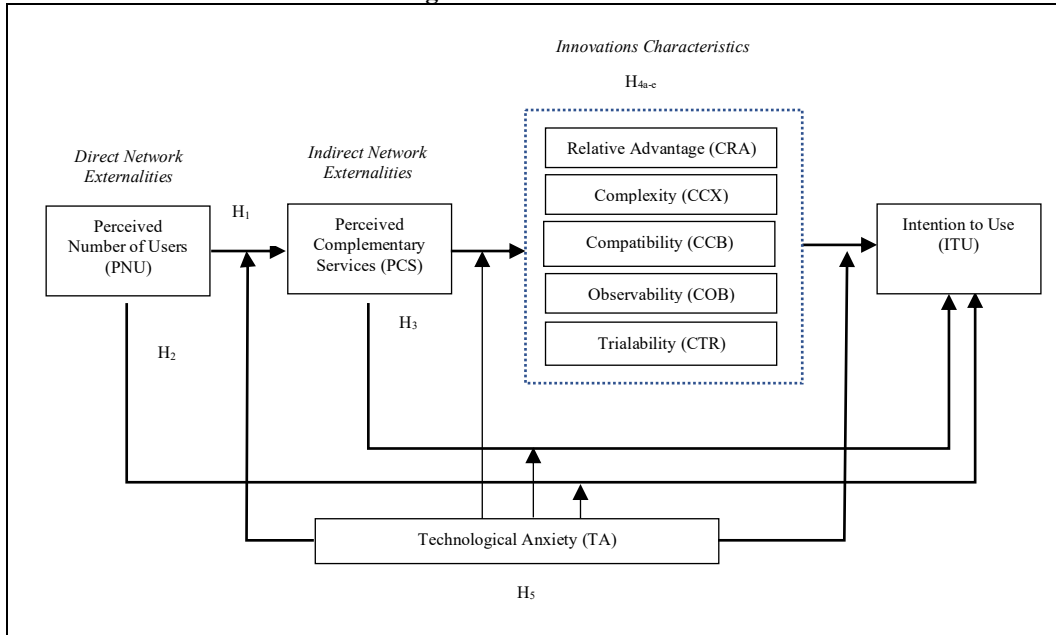 Innovations Characteristics
H4a-e
Direct Network
Externalities
Indirect Network
Externalities
H1
Perceived
Number of Users
(PNU)
Perceived
Complementary
Services (PCS)
Relative Advantage (CRA)
Complexity (CCX)
Compatibility (CCB)
Observability (COB)
Trialability (CTR)
Intention to Use
(ITU)
H2
H3
Technological Anxiety (TA)
H5